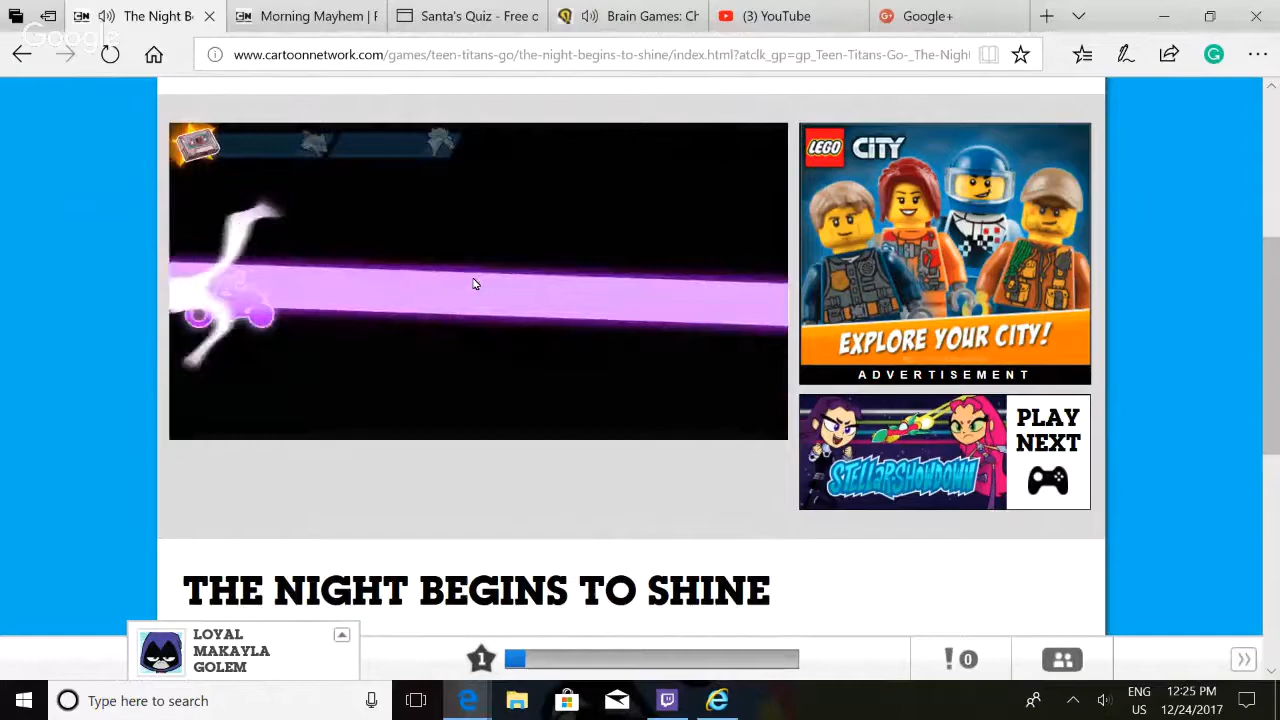 The Night B
Morning Mayhem | F
Santa's Quiz - Free o
Brain Games: Ch
(3) YouTube
Google+
Google
www.cartoonnetwork.com/games/teen-titans-go/the-night-begins-to-shine/index.html?atclk_gp=gp_Teen-Titans-Go-_The-Night
LEGO CITY
EXPLORE YOUR CITY!
ADVERTISEMENT
STELLAR SHOWDOWN
PLAY
NEXT
THE NIGHT BEGINS TO SHINE
LOYAL
MAKAYLA
GOLEM
1
0
Type here to search
ENG
US
12:25 PM
12/24/2017